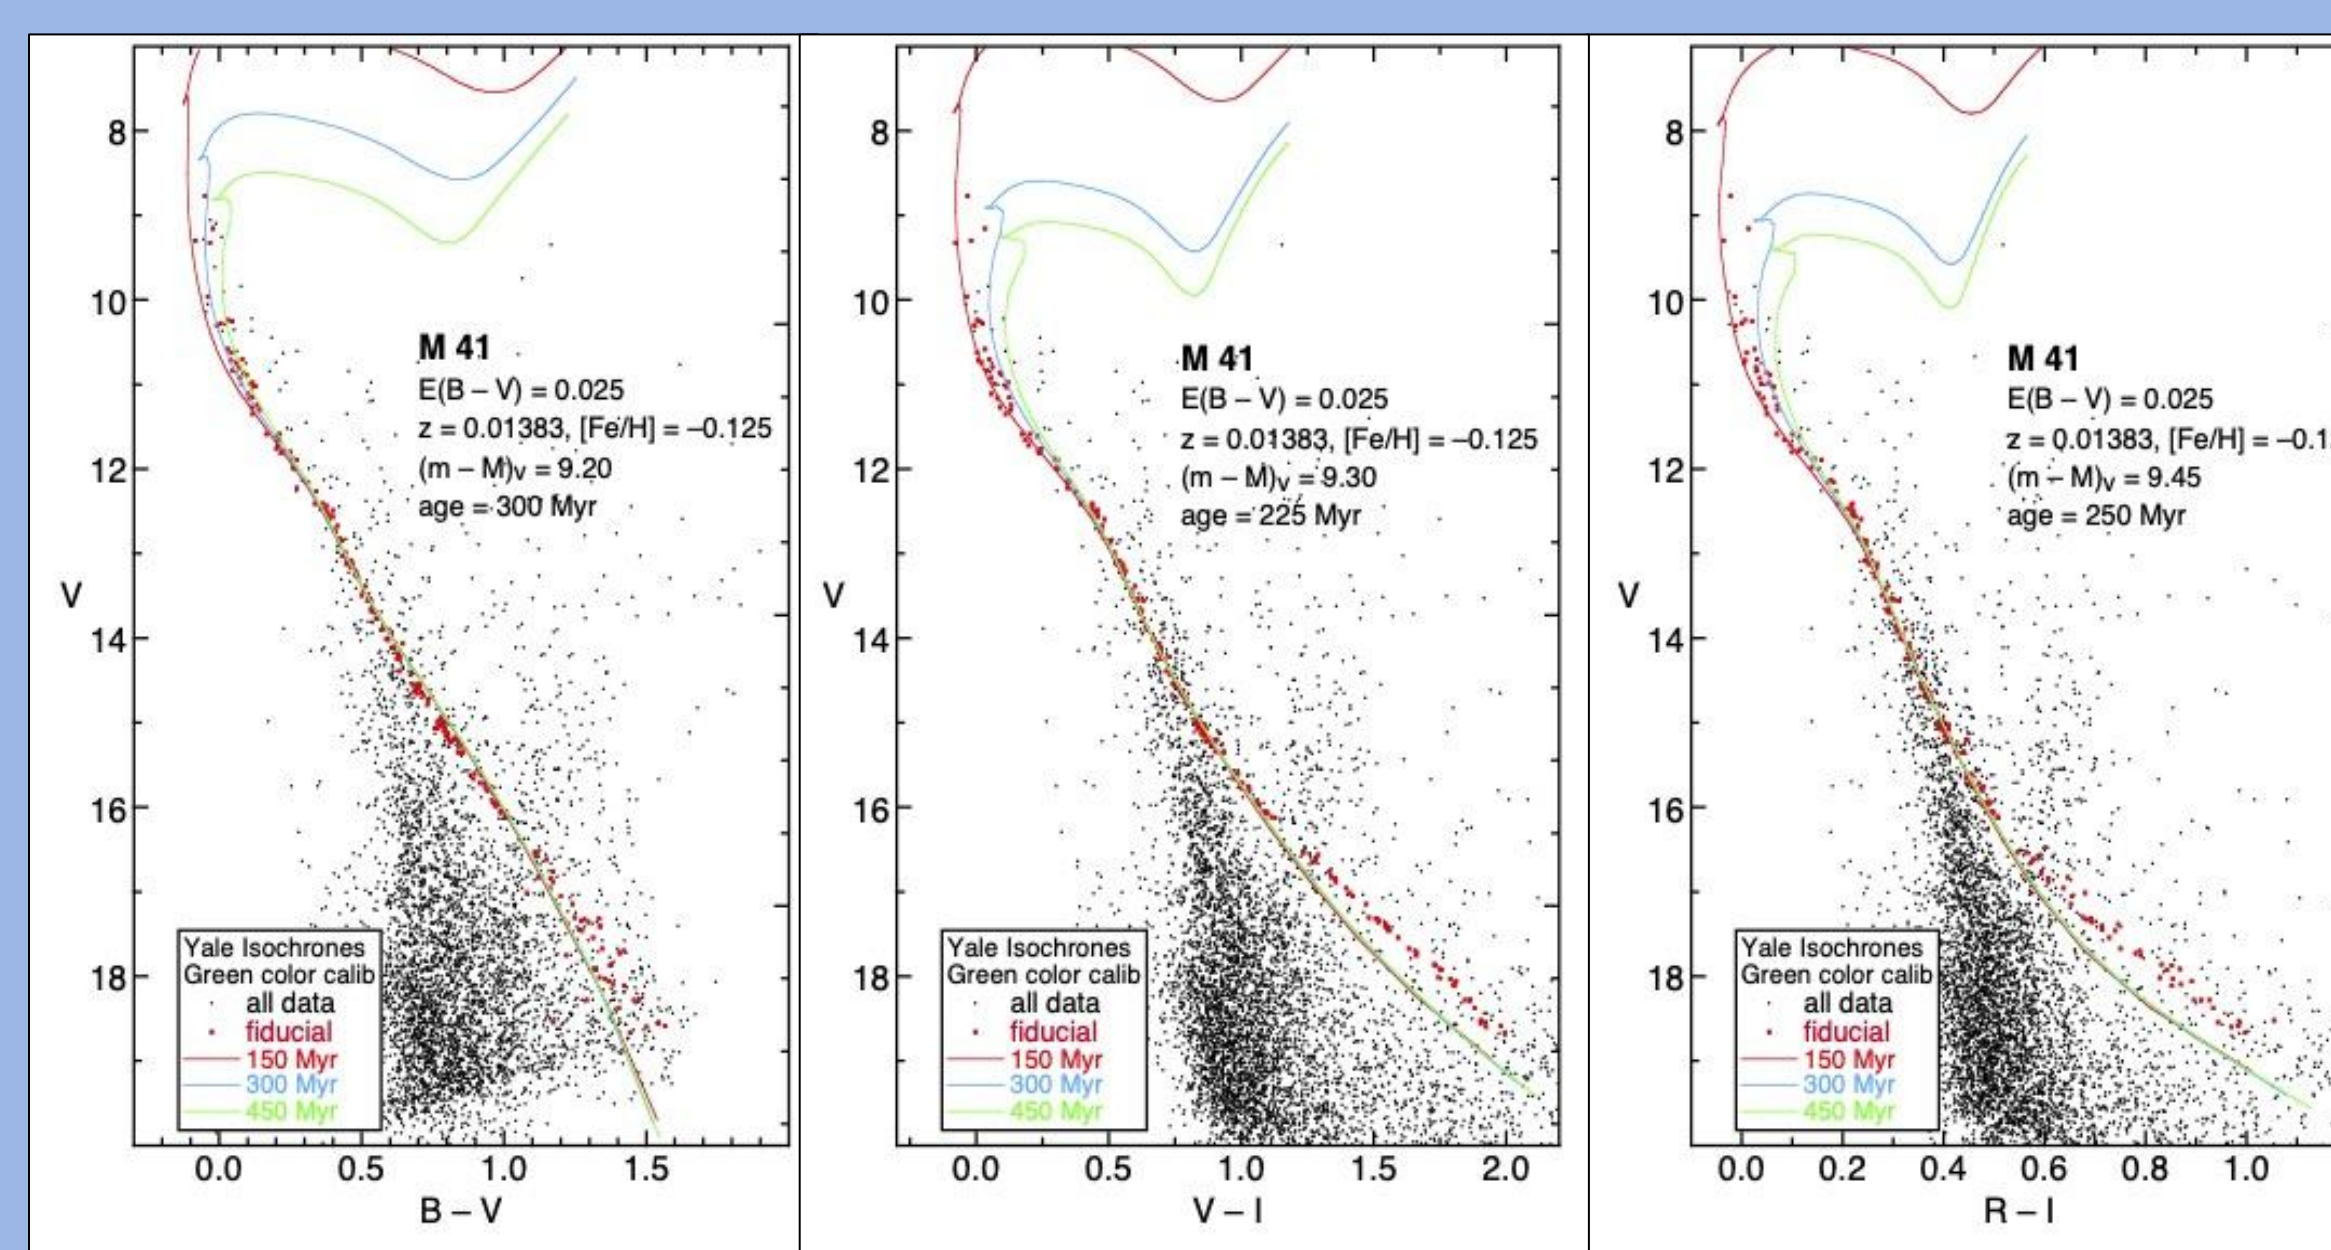 8
10
12
14
16
18
V
M 41
E(B – V) = 0.025
z = 0.01383, [Fe/H] = –0.125
(m – M)v = 9.20
age = 300 Myr
Yale Isochrones
Green color calib
all data
fiducial
150 Myr
300 Myr
450 Myr
0.0 0.5 1.0 1.5
B – V
8
10
12
14
16
18
V
M 41
E(B – V) = 0.025
z = 0.01383, [Fe/H] = –0.125
(m – M)v = 9.30
age = 225 Myr
Yale Isochrones
Green color calib
all data
fiducial
150 Myr
300 Myr
450 Myr
0.0 0.5 1.0 1.5 2.0
V – I
8
10
12
14
16
18
V
M 41
E(B – V) = 0.025
z = 0.01383, [Fe/H] = –0.1
(m – M)v = 9.45
age = 250 Myr
Yale Isochrones
Green color calib
all data
fiducial
150 Myr
300 Myr
450 Myr
0.0 0.2 0.4 0.6 0.8 1.0
R – I